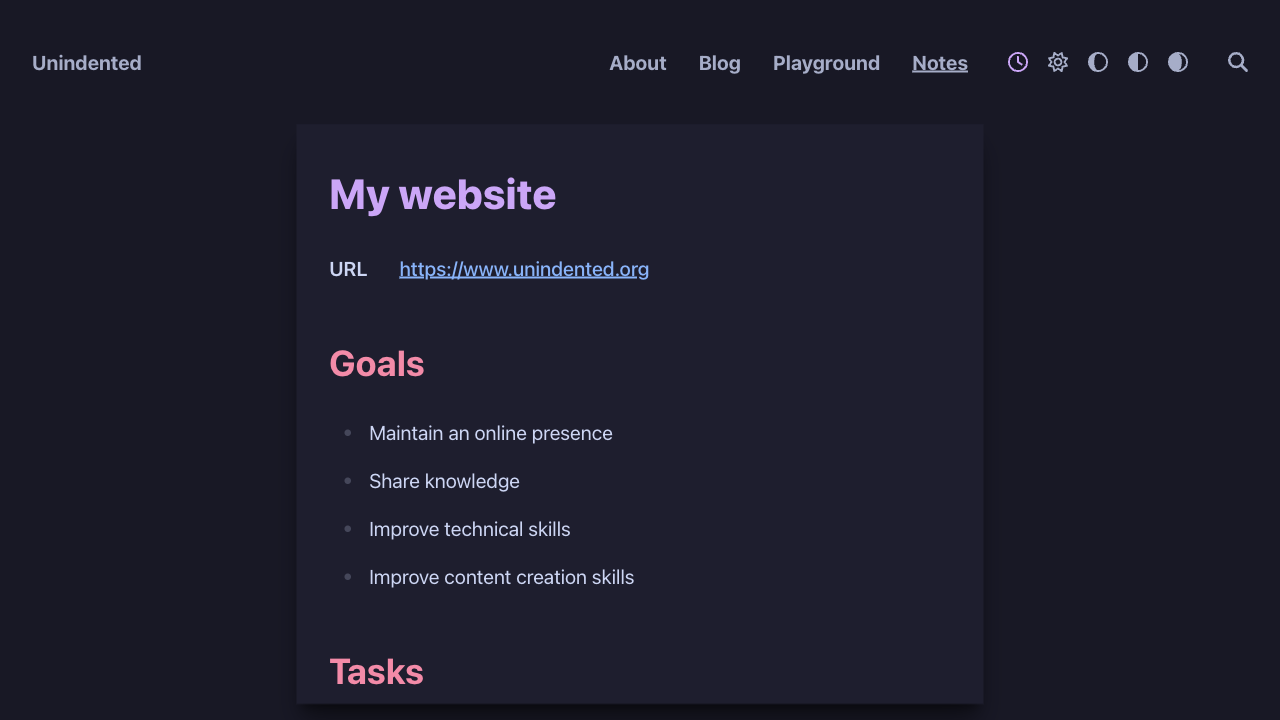 Unindented About Blog Playground Notes
My website
URL https://www.unindented.org
Goals
Maintain an online presence
Share knowledge
Improve technical skills
Improve content creation skills
Tasks